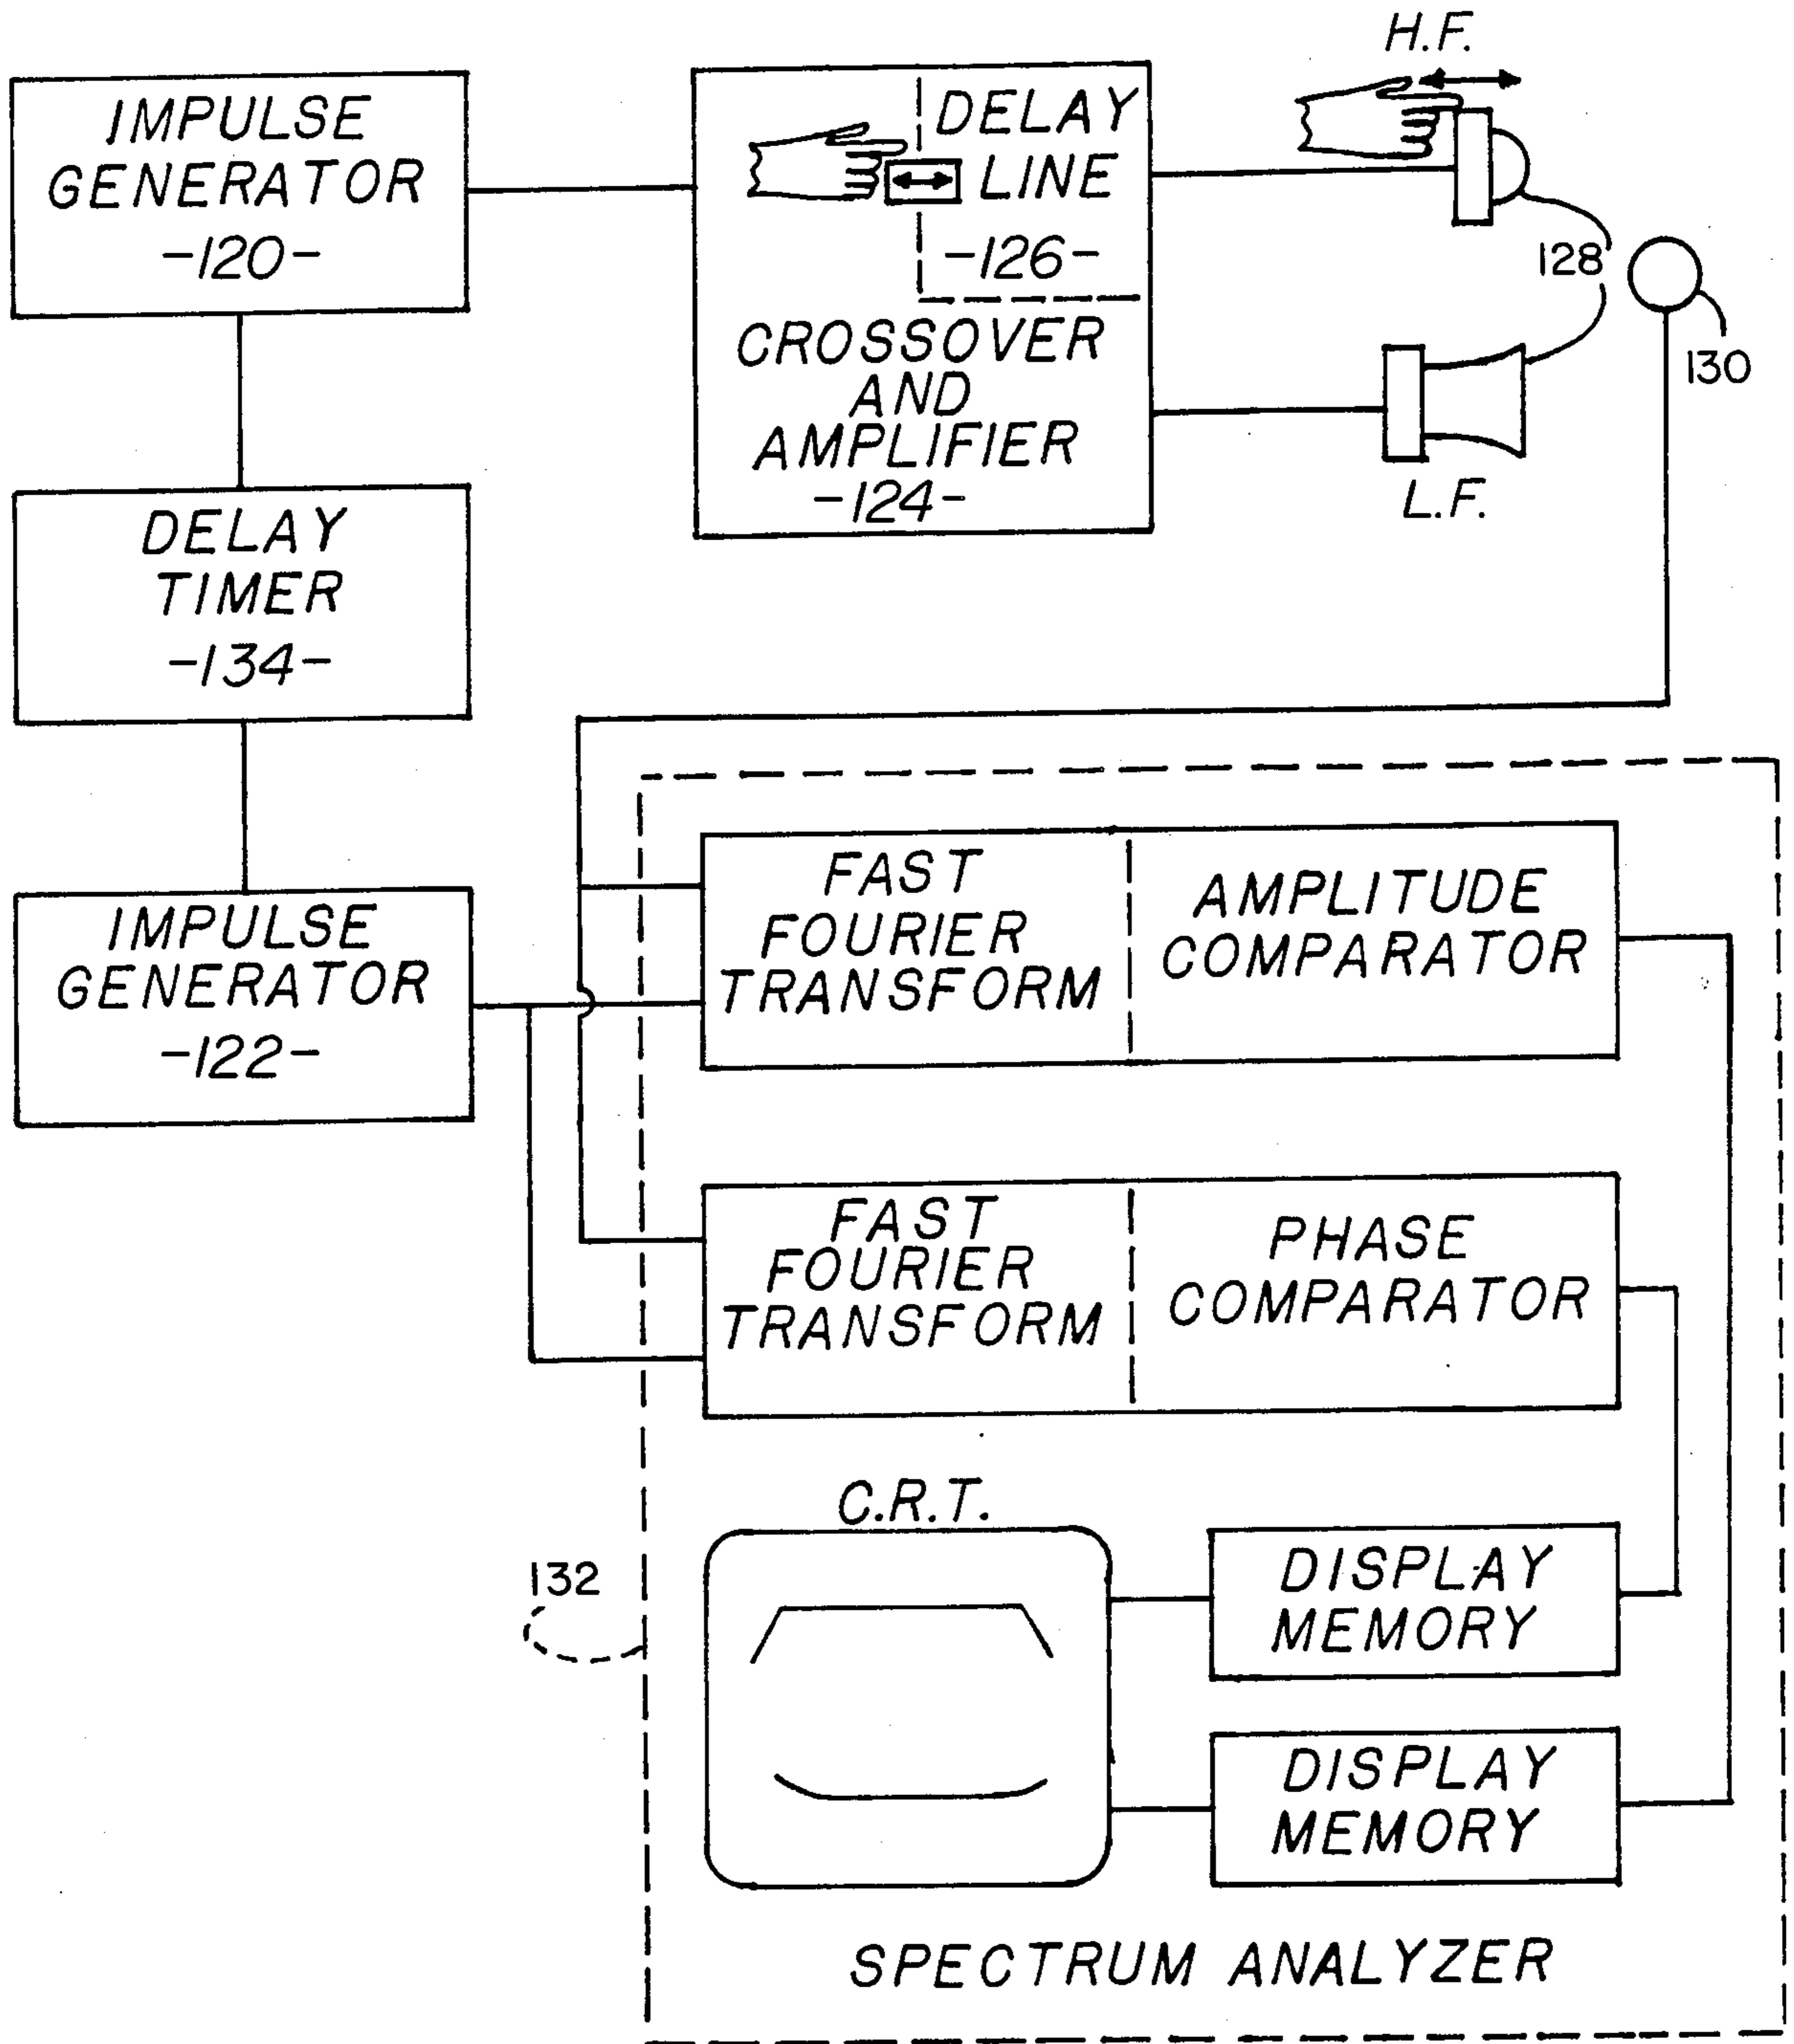 IMPULSE
GENERATOR
-120-
DELAY
LINE
-126-
CROSSOVER
AND
AMPLIFIER
-124-
H.F.
128
130
L.F.
DELAY
TIMER
-134-
IMPULSE
GENERATOR
-122-
FAST
FOURIER
TRANSFORM
AMPLITUDE
COMPARATOR
FAST
FOURIER
TRANSFORM
PHASE
COMPARATOR
C.R.T.
132
DISPLAY
MEMORY
DISPLAY
MEMORY
SPECTRUM ANALYZER